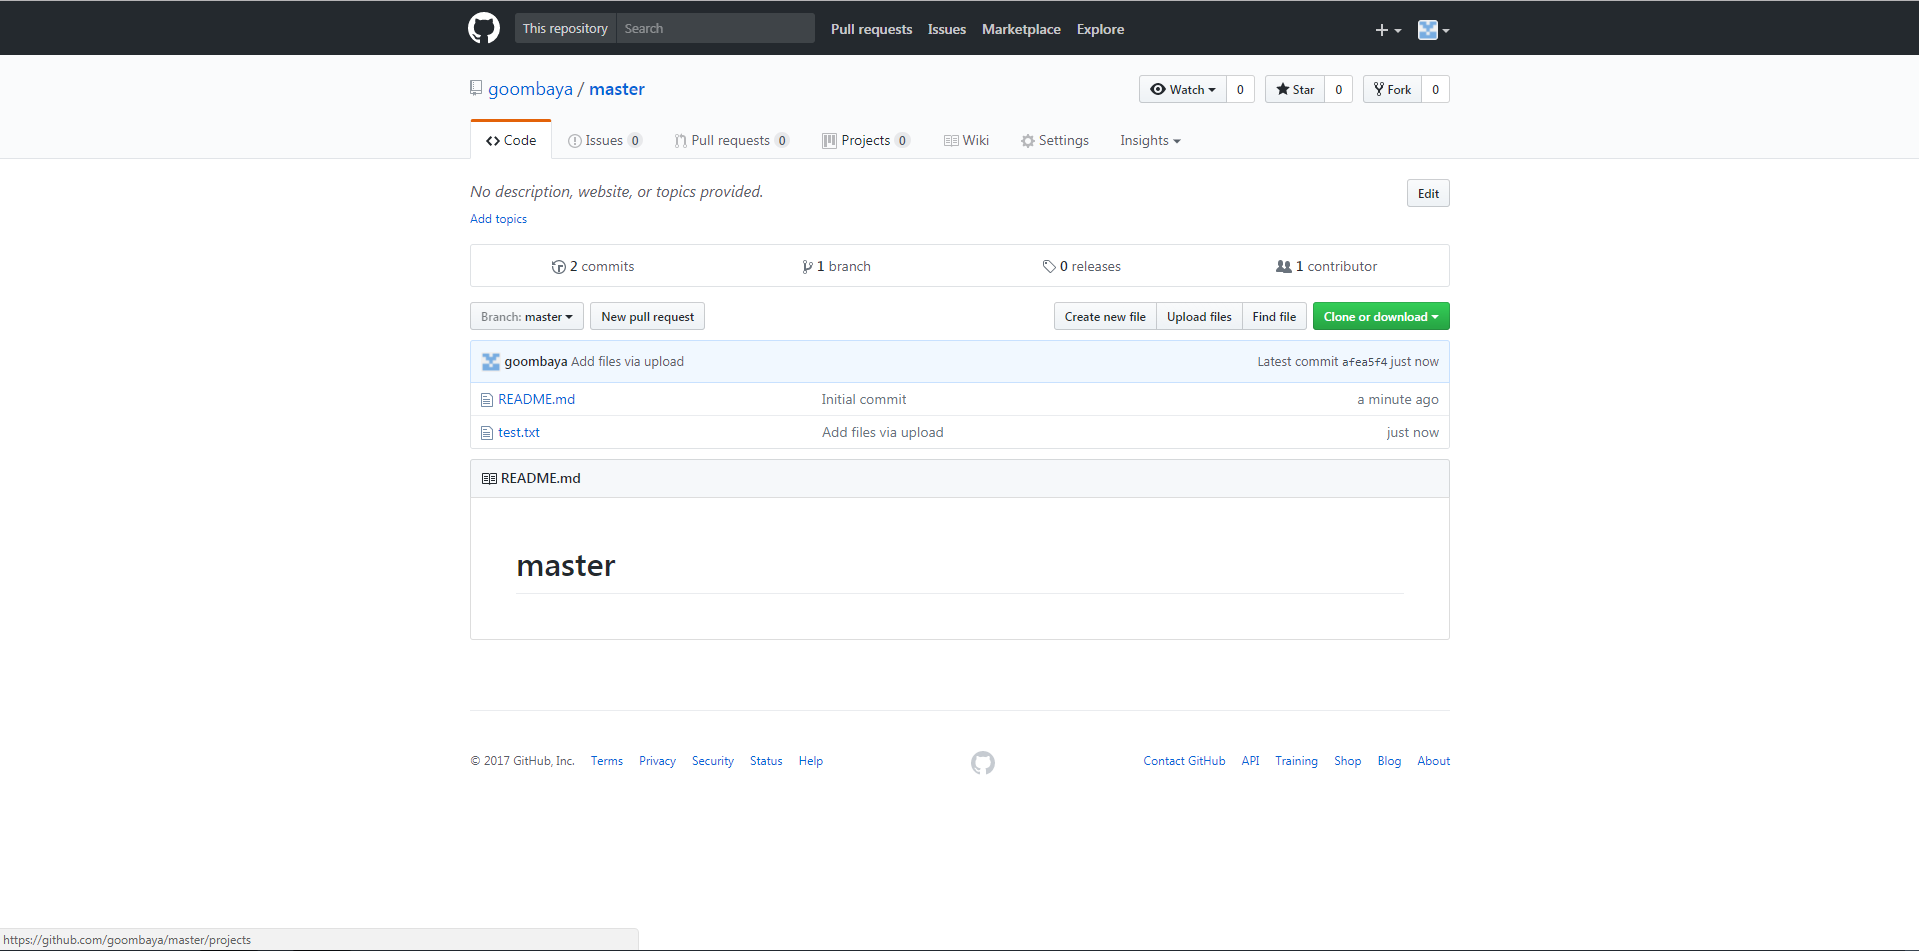 This repository Search Pull requests Issues Marketplace Explore
goombaya / master Watch 0 Star 0 Fork 0
Code Issues 0 Pull requests 0 Projects 0 Wiki Settings Insights
No description, website, or topics provided. Edit
Add topics
2 commits 1 branch 0 releases 1 contributor
Branch: master New pull request Create new file Upload files Find file Clone or download
goombaya Add files via upload Latest commit afea5f4 just now
README.md Initial commit a minute ago
test.txt Add files via upload just now
README.md
master
© 2017 GitHub, Inc. Terms Privacy Security Status Help Contact GitHub API Training Shop Blog About
https://github.com/goombaya/master/projects